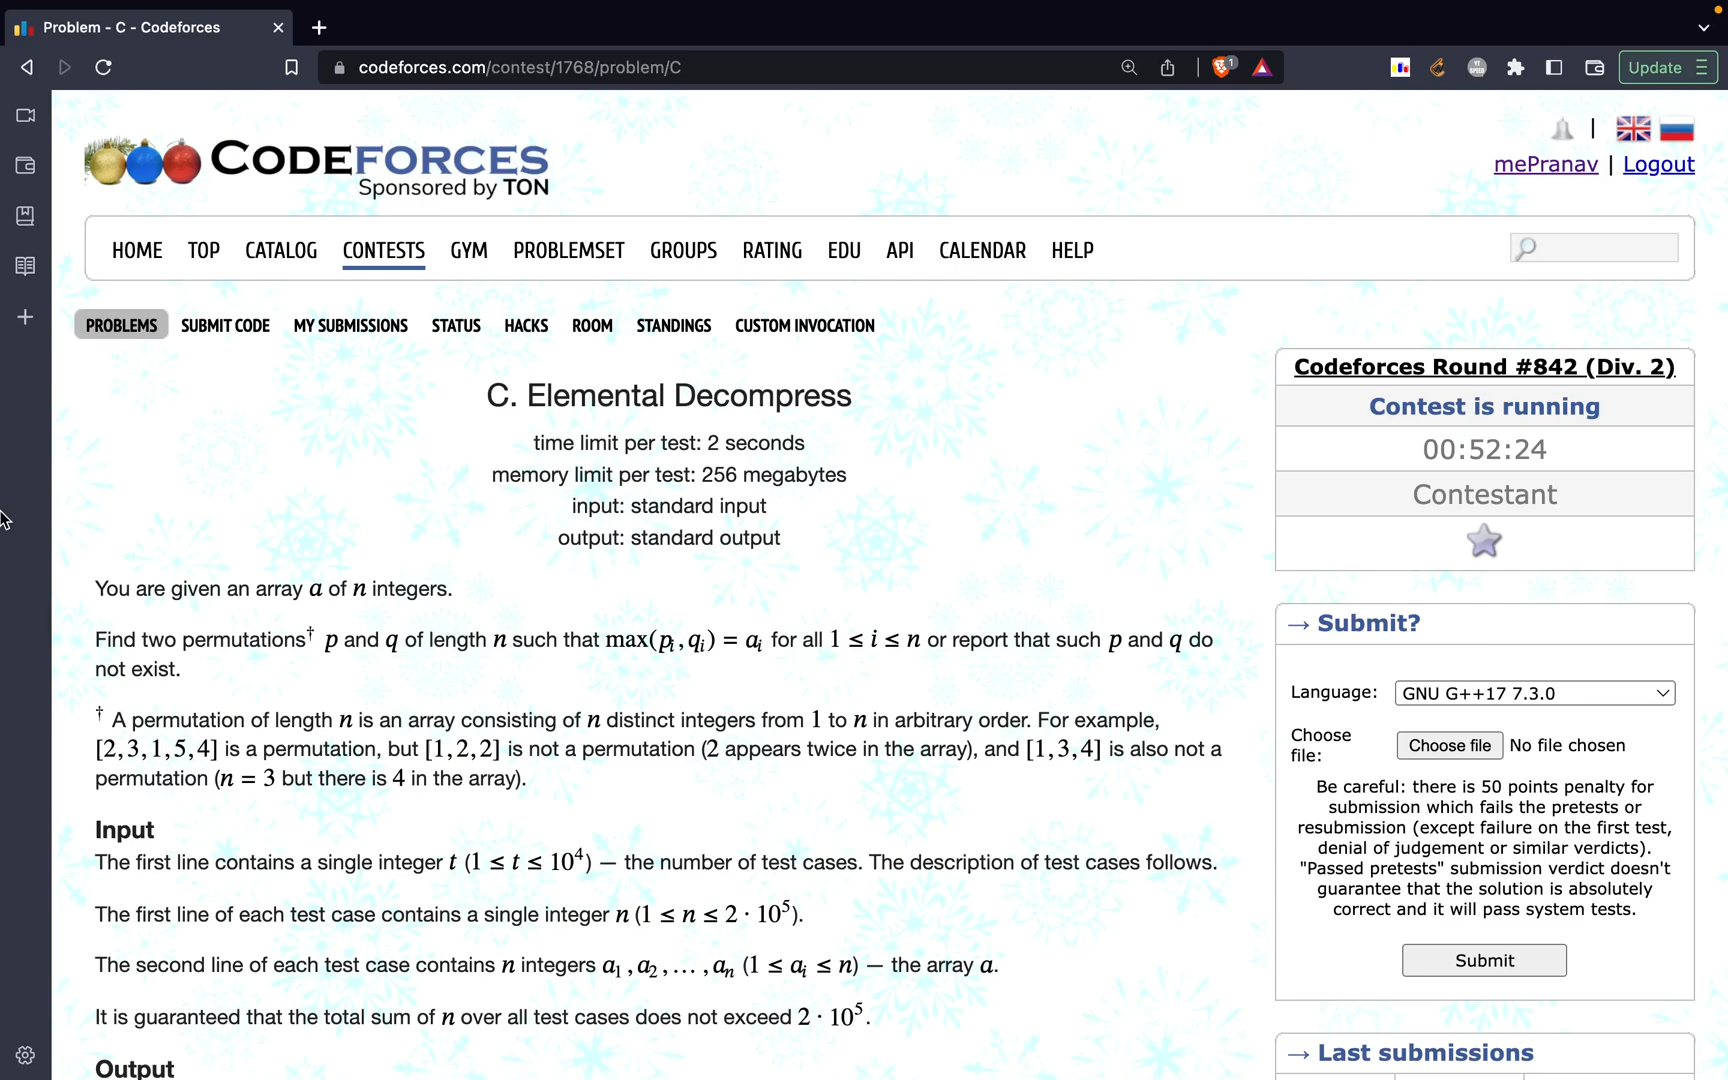 Problem - C - Codeforces
codeforces.com/contest/1768/problem/C
1
YT SPEED
Update
CODEFORCES
Sponsored by TON
|
mePranav | Logout
HOME TOP CATALOG CONTESTS GYM PROBLEMSET GROUPS RATING EDU API CALENDAR HELP
PROBLEMS SUBMIT CODE MY SUBMISSIONS STATUS HACKS ROOM STANDINGS CUSTOM INVOCATION
C. Elemental Decompress
time limit per test: 2 seconds
memory limit per test: 256 megabytes
input: standard input
output: standard output
You are given an array a of n integers.
Find two permutations† p and q of length n such that max(pᵢ, qᵢ) = aᵢ for all 1 ≤ i ≤ n or report that such p and q do
not exist.
† A permutation of length n is an array consisting of n distinct integers from 1 to n in arbitrary order. For example,
[2, 3, 1, 5, 4] is a permutation, but [1, 2, 2] is not a permutation (2 appears twice in the array), and [1, 3, 4] is also not a
permutation (n = 3 but there is 4 in the array).
Input
The first line contains a single integer t (1 ≤ t ≤ 10⁴) — the number of test cases. The description of test cases follows.
The first line of each test case contains a single integer n (1 ≤ n ≤ 2 · 10⁵).
The second line of each test case contains n integers a₁, a₂, …, aₙ (1 ≤ aᵢ ≤ n) — the array a.
It is guaranteed that the total sum of n over all test cases does not exceed 2 · 10⁵.
Output
Codeforces Round #842 (Div. 2)
Contest is running
00:52:24
Contestant
→ Submit?
Language: GNU G++17 7.3.0
Choose
file: Choose file No file chosen
Be careful: there is 50 points penalty for
submission which fails the pretests or
resubmission (except failure on the first test,
denial of judgement or similar verdicts).
"Passed pretests" submission verdict doesn't
guarantee that the solution is absolutely
correct and it will pass system tests.
Submit
→ Last submissions